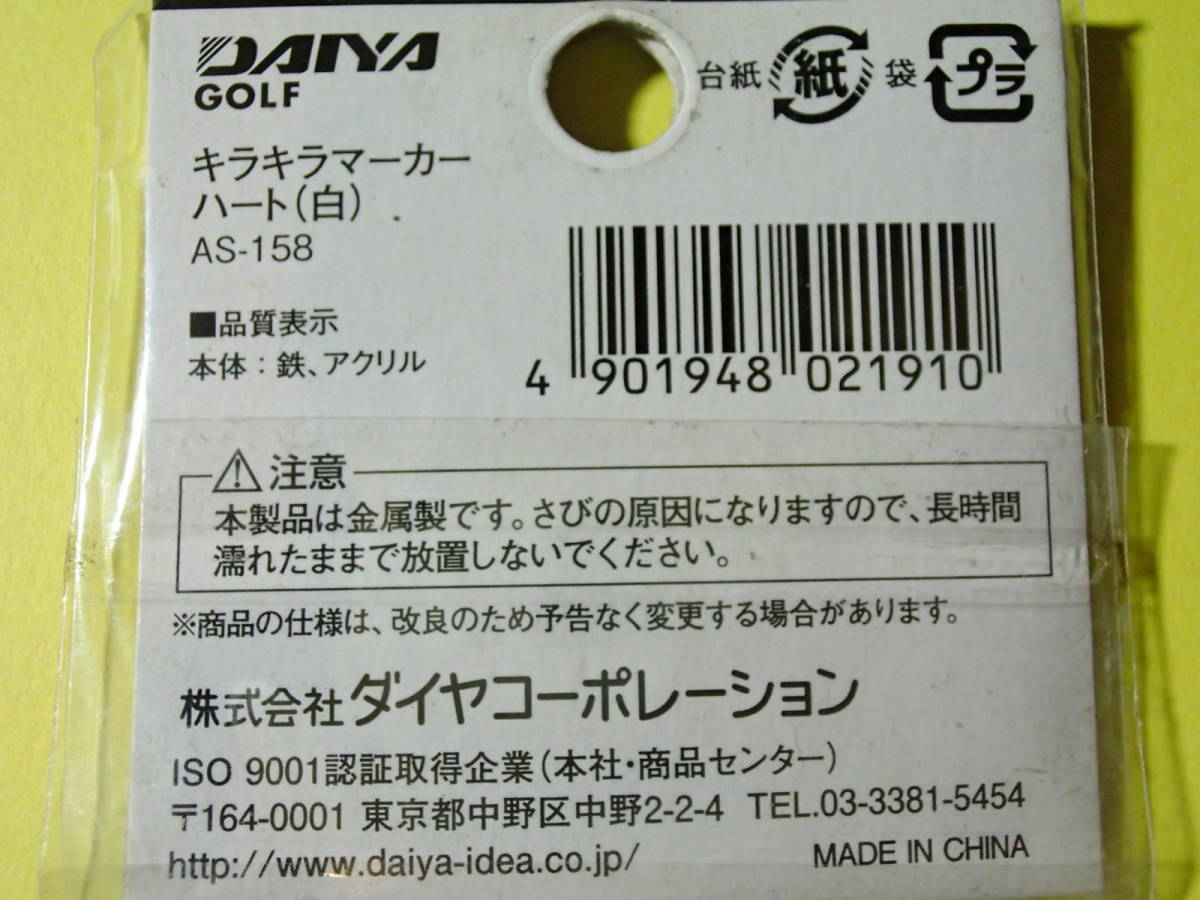 DAIYA
GOLF
台紙 紙 袋 プラ
キラキラマーカー
ハート(白)
AS-158
■品質表示
本体：鉄、アクリル
4 901948 021910
⚠注意
本製品は金属製です。さびの原因になりますので、長時間
濡れたままで放置しないでください。
※商品の仕様は、改良のため予告なく変更する場合があります。
株式会社ダイヤコーポレーション
ISO 9001認証取得企業(本社・商品センター)
〒164-0001 東京都中野区中野2-2-4 TEL.03-3381-5454
http://www.daiya-idea.co.jp/ MADE IN CHINA